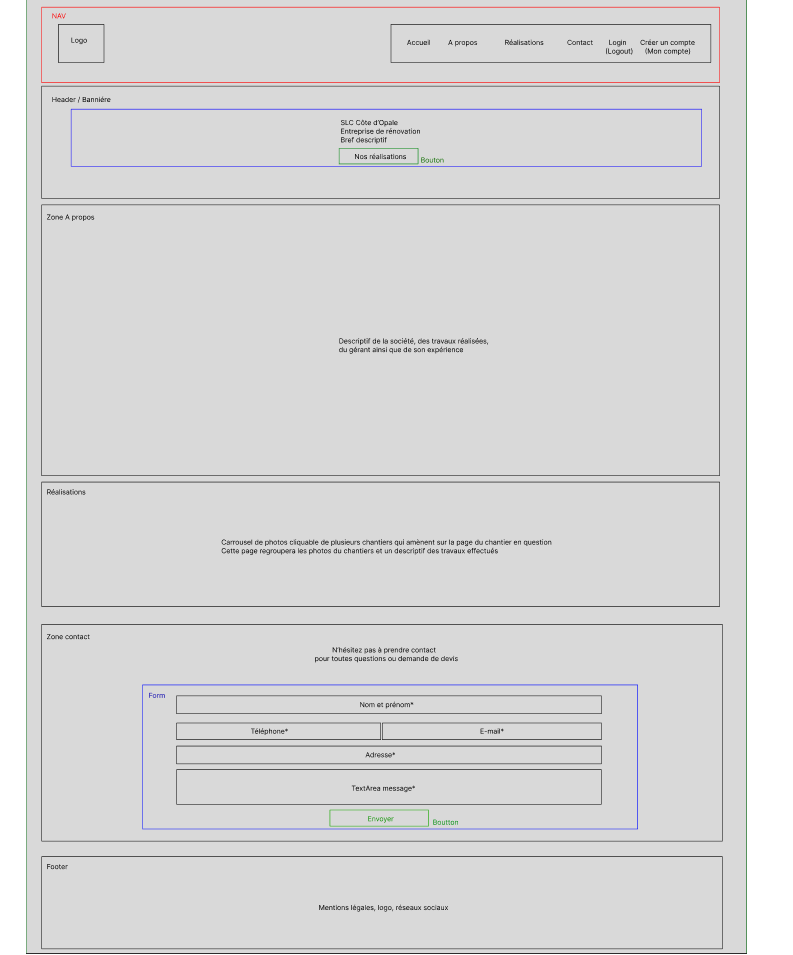 NAV
Logo
Accueil
A propos
Réalisations
Contact
Login
(Logout)
Créer un compte
(Mon compte)
Header / Banniére
SLC Côte d'Opale
Entreprise de rénovation
Bref descriptif
Nos réalisations
Bouton
Zone A propos
Descriptif de la société, des travaux réalisées,
du gérant ainsi que de son expérience
Réalisations
Carrousel de photos cliquable de plusieurs chantiers qui amènent sur la page du chantier en question
Cette page regroupera les photos du chantiers et un descriptif des travaux effectués
Zone contact
N'hésitez pas à prendre contact
pour toutes questions ou demande de devis
Form
Nom et prénom*
Téléphone*
E-mail*
Adresse*
TextArea message*
Envoyer
Boutton
Footer
Mentions légales, logo, réseaux sociaux